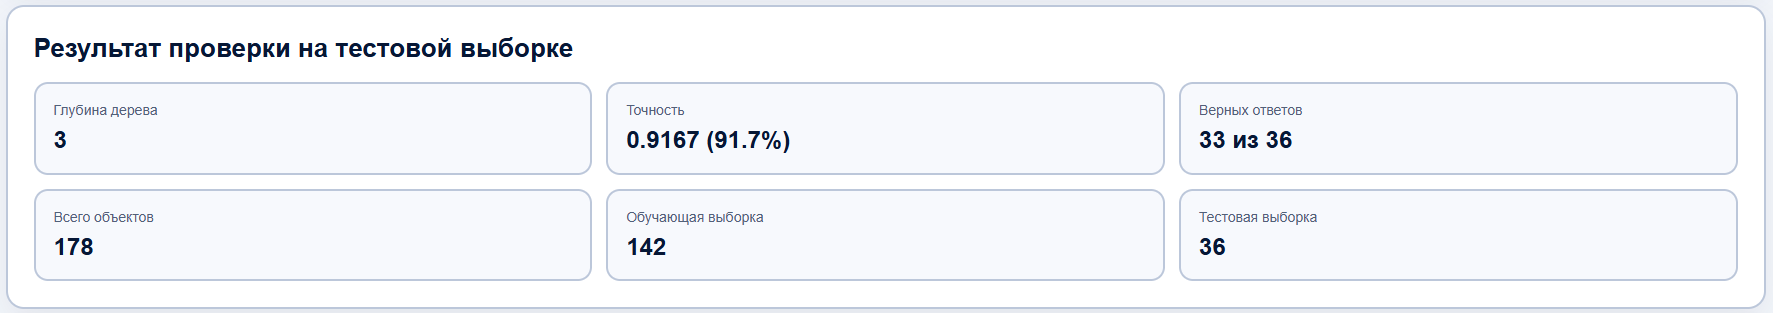 Результат проверки на тестовой выборке
Глубина дерева
3
Точность
0.9167 (91.7%)
Верных ответов
33 из 36
Всего объектов
178
Обучающая выборка
142
Тестовая выборка
36